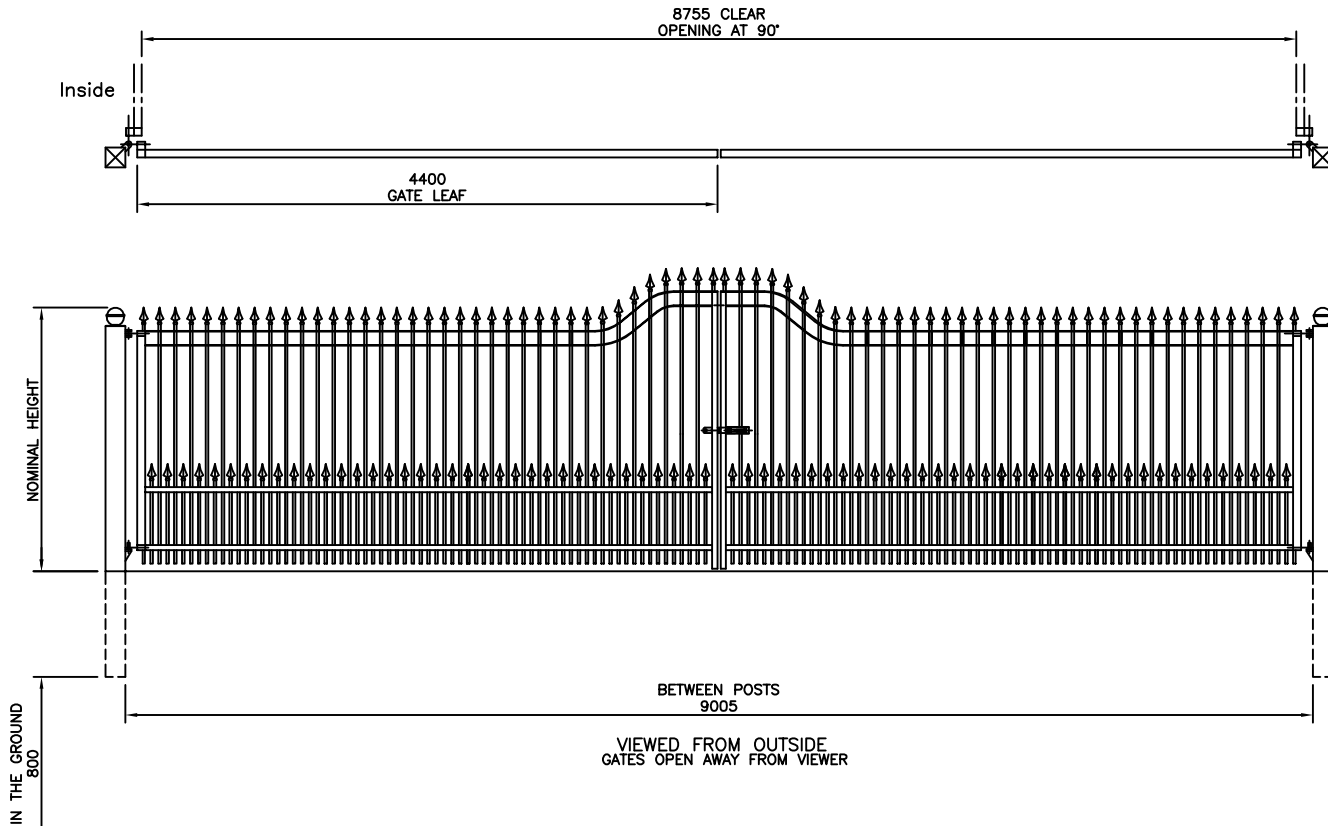 8755 CLEAR
OPENING AT 90°
Inside
4400
GATE LEAF
NOMINAL HEIGHT
BETWEEN POSTS
9005
VIEWED FROM OUTSIDE
GATES OPEN AWAY FROM VIEWER
IN THE GROUND
800